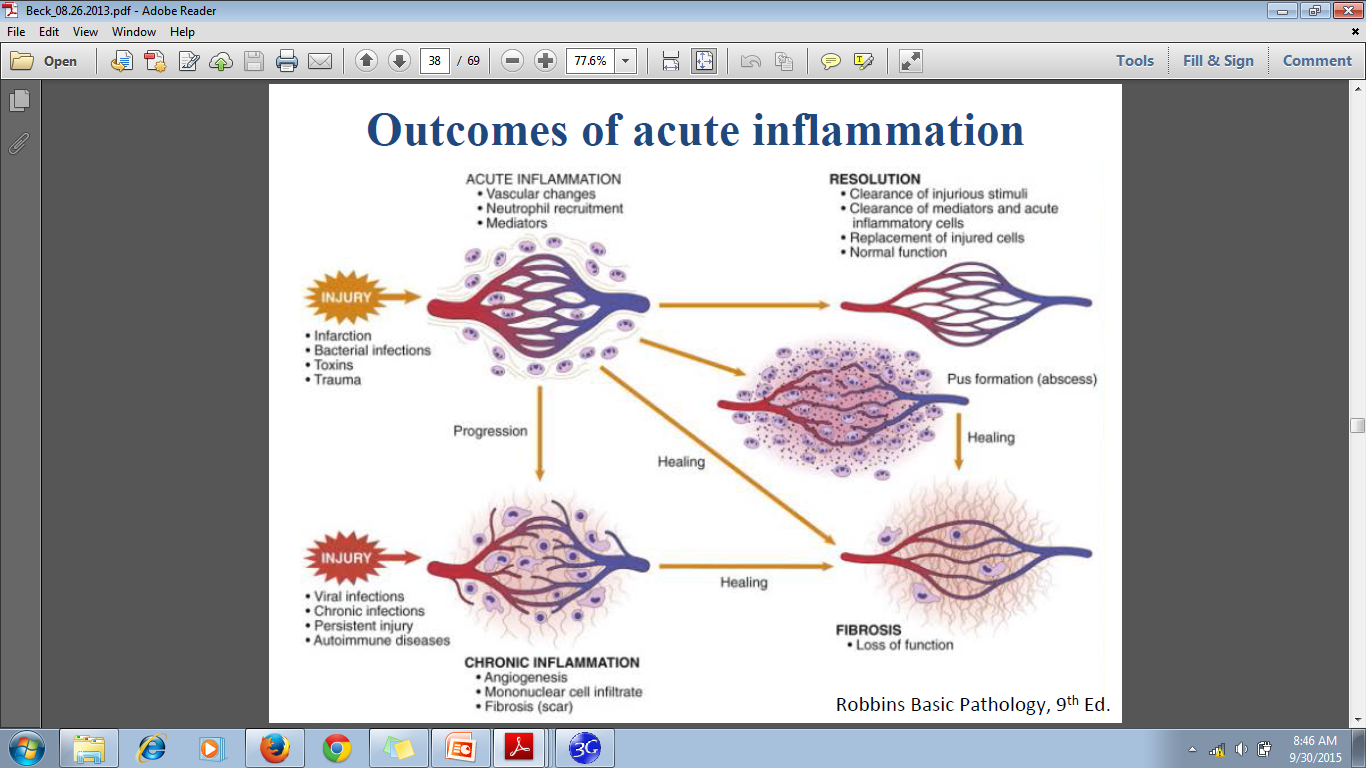 Beck_08.26.2013.pdf - Adobe Reader
File Edit View Window Help
Open 38 / 69 77.6% Tools Fill & Sign Comment
Outcomes of acute inflammation
ACUTE INFLAMMATION
• Vascular changes
• Neutrophil recruitment
• Mediators
RESOLUTION
• Clearance of injurious stimuli
• Clearance of mediators and acute
inflammatory cells
• Replacement of injured cells
• Normal function
INJURY
• Infarction
• Bacterial infections
• Toxins
• Trauma
Pus formation (abscess)
Progression
Healing
Healing
INJURY
• Viral infections
• Chronic infections
• Persistent injury
• Autoimmune diseases
Healing
FIBROSIS
• Loss of function
CHRONIC INFLAMMATION
• Angiogenesis
• Mononuclear cell infiltrate
• Fibrosis (scar)
Robbins Basic Pathology, 9th Ed.
3G
8:46 AM
9/30/2015